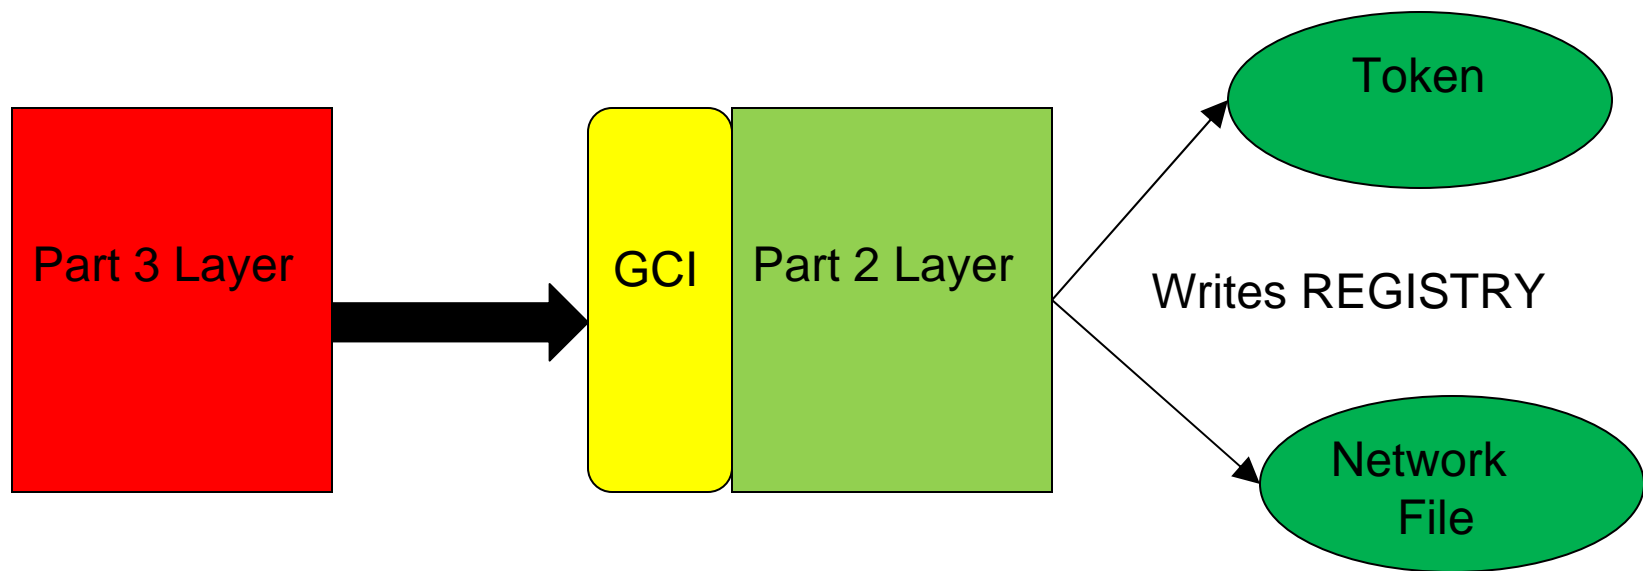 Part 3 Layer
GCI
Part 2 Layer
Token
Writes REGISTRY
Network
File